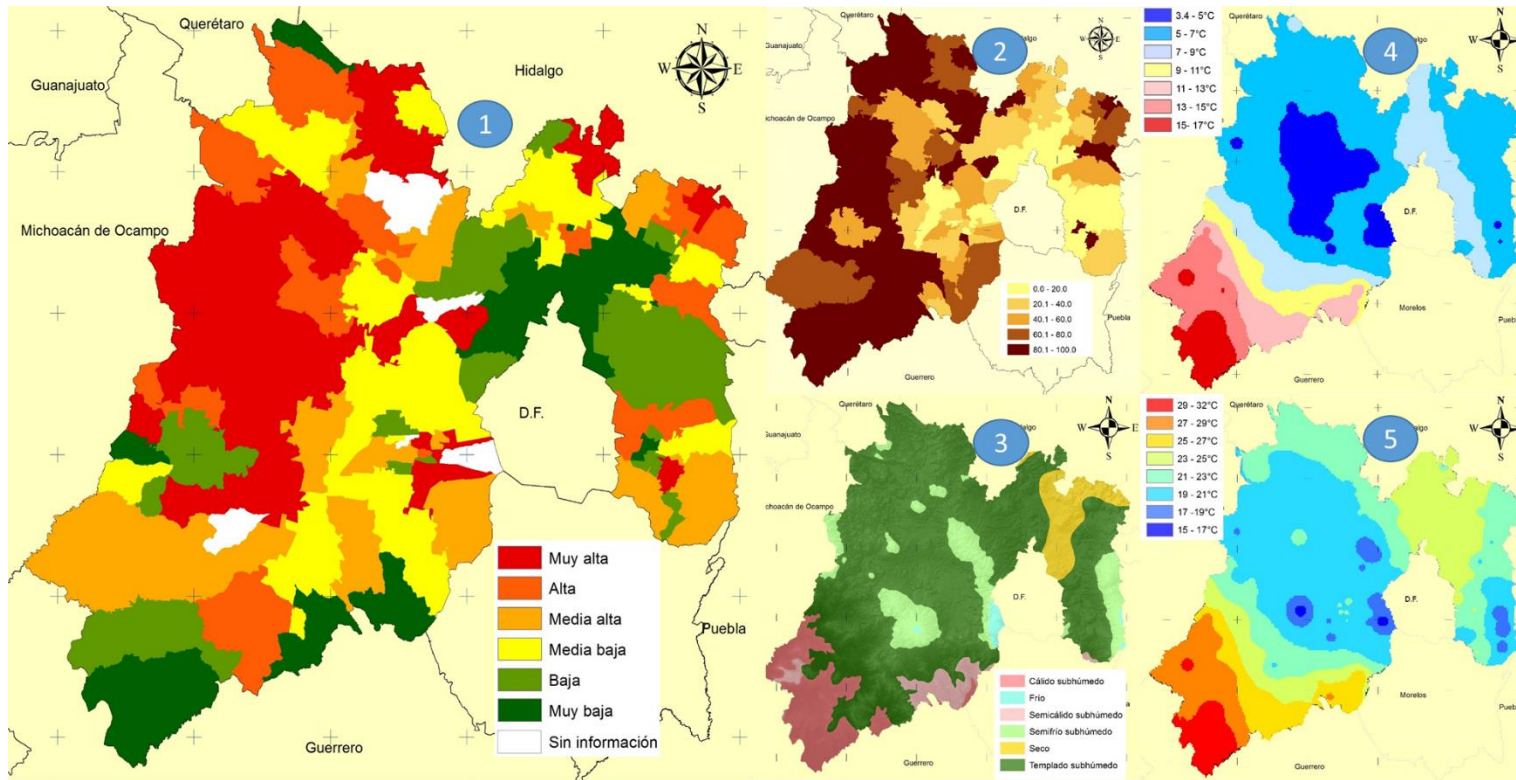 Querétaro
Guanajuato
Hidalgo
N
W E
S
1
Michoacán de Ocampo
D.F.
Puebla
Guerrero
Muy alta
Alta
Media alta
Media baja
Baja
Muy baja
Sin información
Querétaro
Guanajuato
2
N
W E
S
Michoacán de Ocampo
D.F.
0.0 - 20.0
20.1 - 40.0
40.1 - 60.0
60.1 - 80.0
80.1 - 100.0
Puebla
Guerrero
3.4 - 5°C
5 - 7°C
7 - 9°C
9 - 11°C
11 - 13°C
13 - 15°C
15- 17°C
Querétaro
4
N
W E
S
D.F.
Morelos
Guerrero
Querétaro
Guanajuato
3
N
W E
S
Michoacán de Ocampo
D.F.
Cálido subhúmedo
Frío
Semicálido subhúmedo
Semifrío subhúmedo
Seco
Templado subhúmedo
Guerrero
29 - 32°C
27 - 29°C
25 - 27°C
23 - 25°C
21 - 23°C
19 - 21°C
17 -19°C
15 - 17°C
Querétaro
5
N
W E
S
D.F.
Morelos
Guerrero